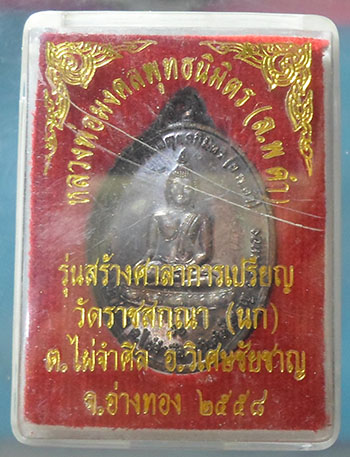 หลวงพ่อมงคลพุทธนิมิตร (ล.พ ดำ)
รุ่นสร้างศาลาการเปรียญ
วัดราชสกุณา (นก)
ต.ไผ่จำศีล อ.วิเศษชัยชาญ
จ.อ่างทอง ๒๕๕๘